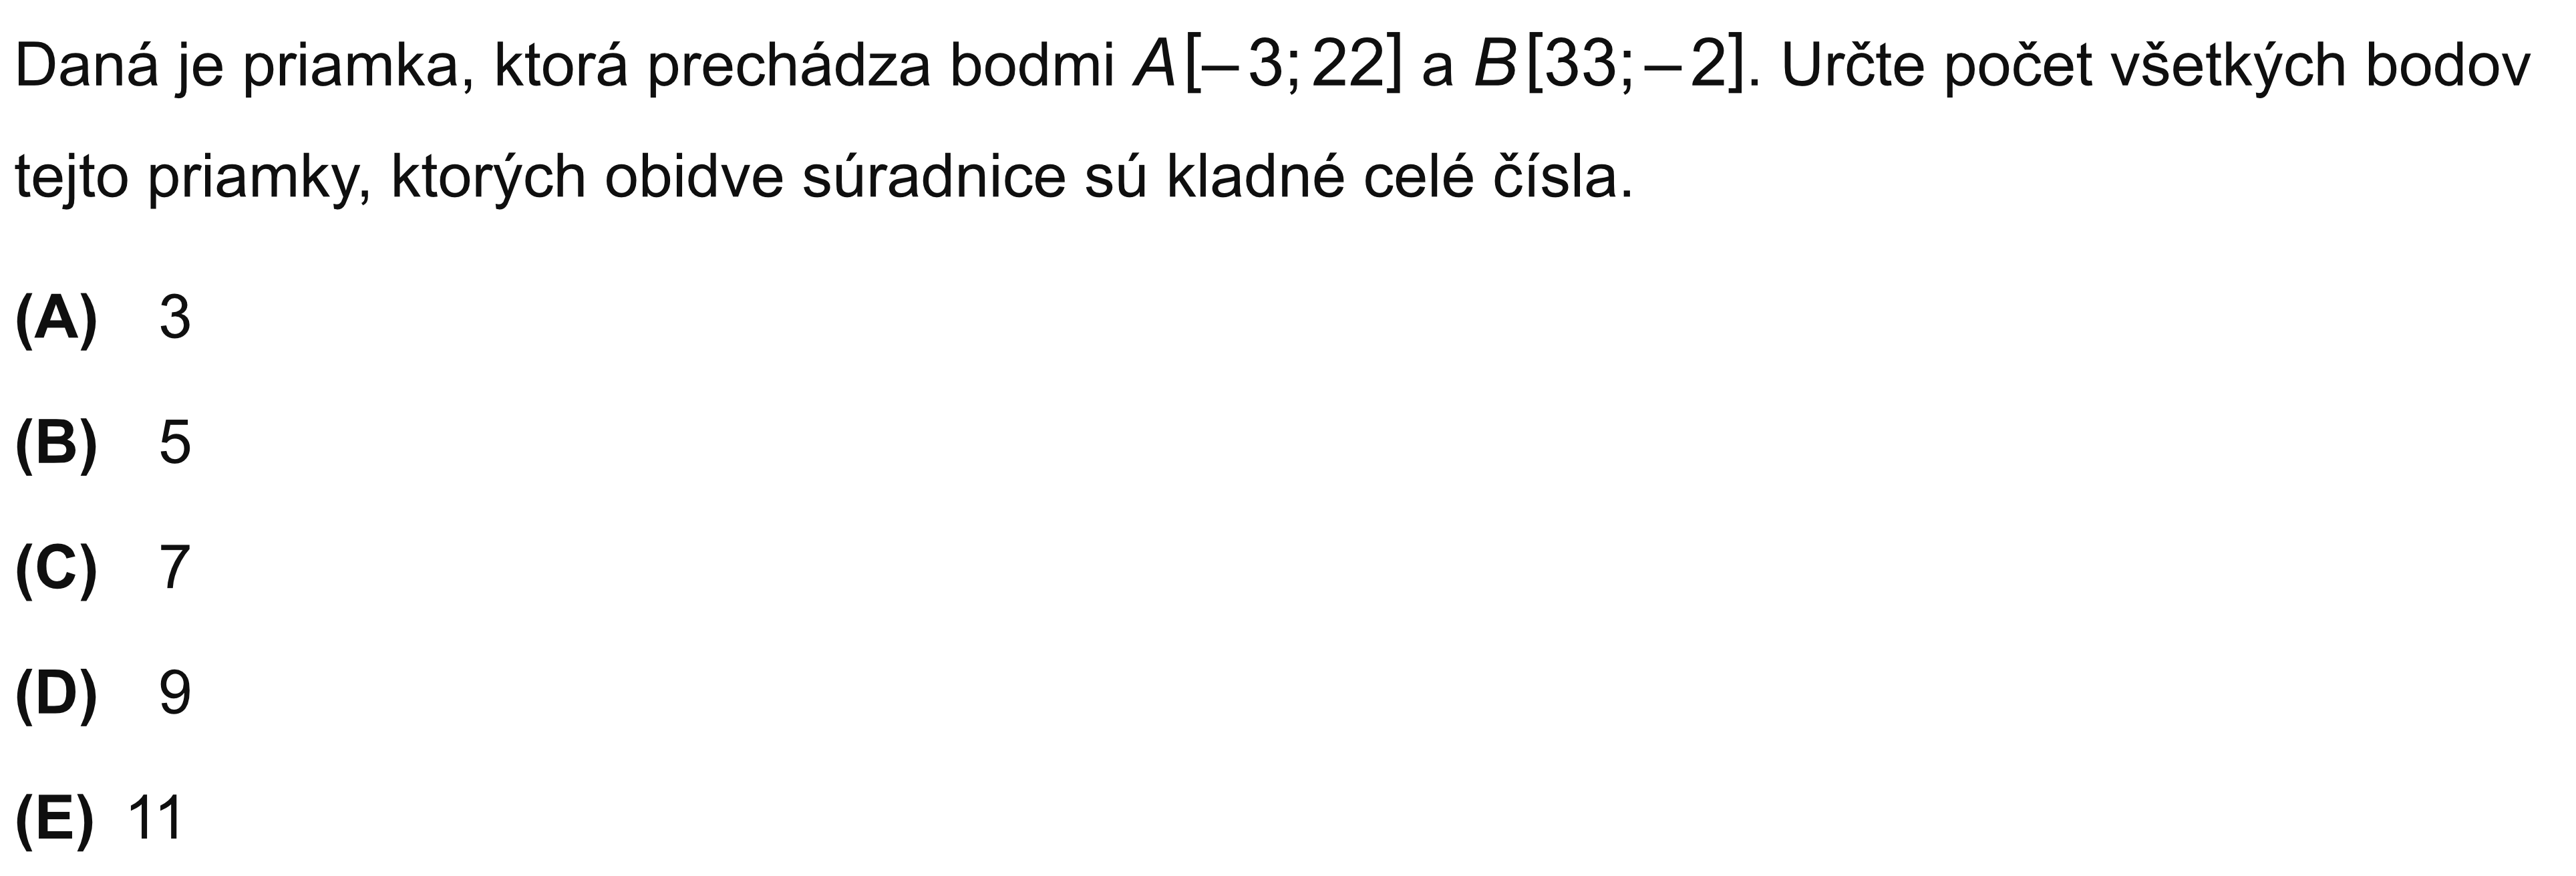 Daná je priamka, ktorá prechádza bodmi A[–3; 22] a B[33; –2]. Určte počet všetkých bodov
tejto priamky, ktorých obidve súradnice sú kladné celé čísla.
(A) 3
(B) 5
(C) 7
(D) 9
(E) 11